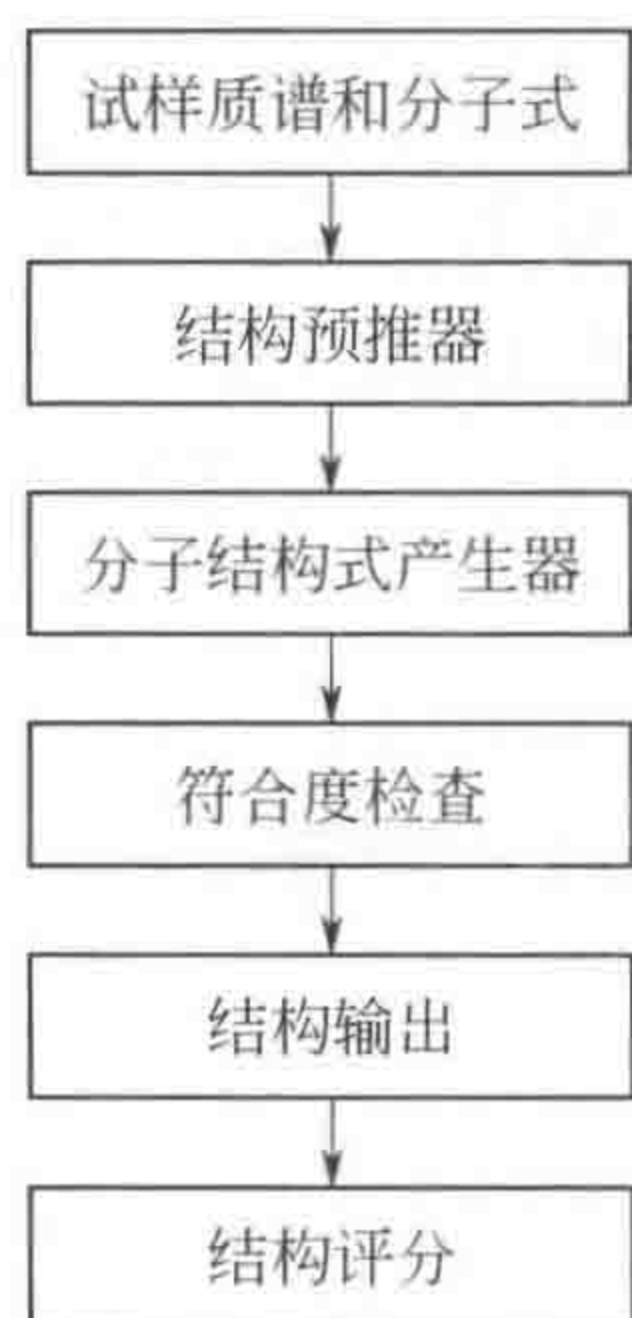 试样质谱和分子式
结构预推器
分子结构式产生器
符合度检查
结构输出
结构评分